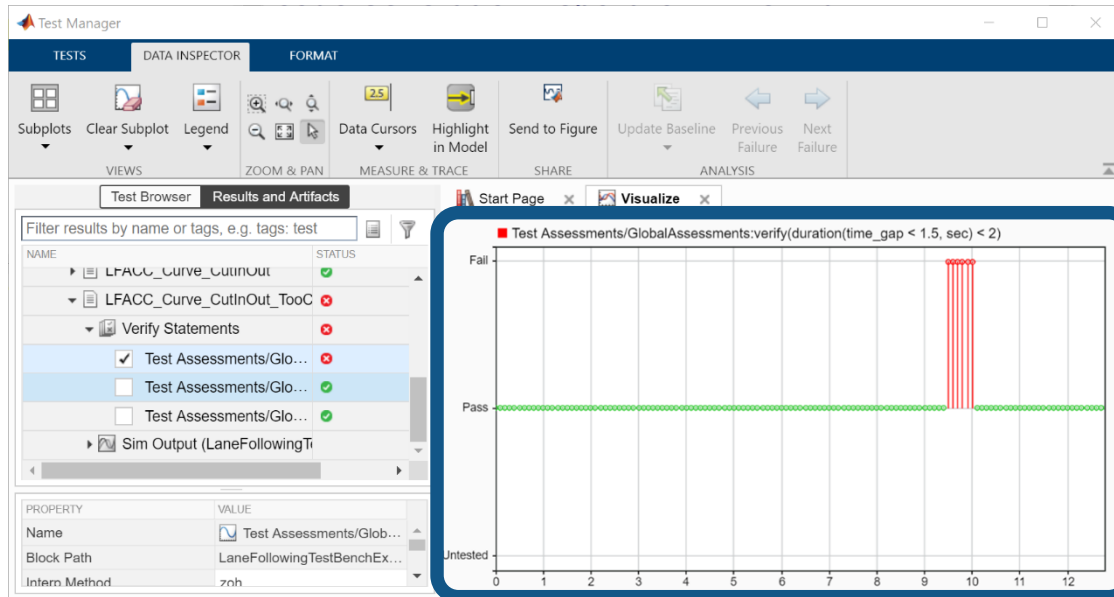 Test Manager
TESTS DATA INSPECTOR FORMAT
2.5
Subplots Clear Subplot Legend Data Cursors Highlight in Model Send to Figure Update Baseline Previous Failure Next Failure
VIEWS ZOOM & PAN MEASURE & TRACE SHARE ANALYSIS
Test Browser Results and Artifacts
Start Page Visualize
Filter results by name or tags, e.g. tags: test
NAME STATUS
LFACC_Curve_CutInOut
LFACC_Curve_CutInOut_TooC
Verify Statements
Test Assessments/Glo...
Test Assessments/Glo...
Test Assessments/Glo...
Sim Output (LaneFollowingTe
PROPERTY VALUE
Name Test Assessments/Glob...
Block Path LaneFollowingTestBenchEx...
Interp Method zoh
Test Assessments/GlobalAssessments:verify(duration(time_gap < 1.5, sec) < 2)
Fail
Pass
Untested
0 1 2 3 4 5 6 7 8 9 10 11 12